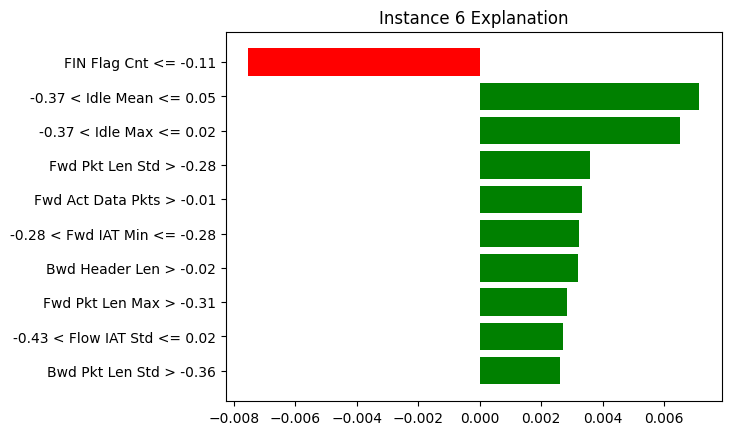 Instance 6 Explanation
FIN Flag Cnt <= -0.11
-0.37 < Idle Mean <= 0.05
-0.37 < Idle Max <= 0.02
Fwd Pkt Len Std > -0.28
Fwd Act Data Pkts > -0.01
-0.28 < Fwd IAT Min <= -0.28
Bwd Header Len > -0.02
Fwd Pkt Len Max > -0.31
-0.43 < Flow IAT Std <= 0.02
Bwd Pkt Len Std > -0.36
−0.008 −0.006 −0.004 −0.002 0.000 0.002 0.004 0.006